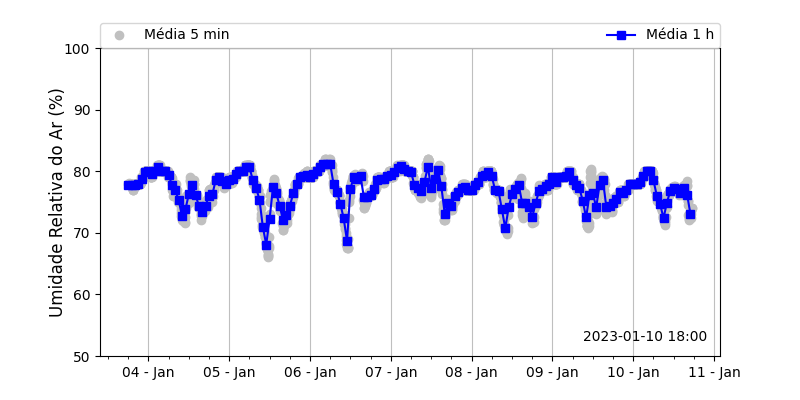 Média 5 min
Média 1 h
Umidade Relativa do Ar (%)
100
90
80
70
60
50
2023-01-10 18:00
04 - Jan
05 - Jan
06 - Jan
07 - Jan
08 - Jan
09 - Jan
10 - Jan
11 - Jan